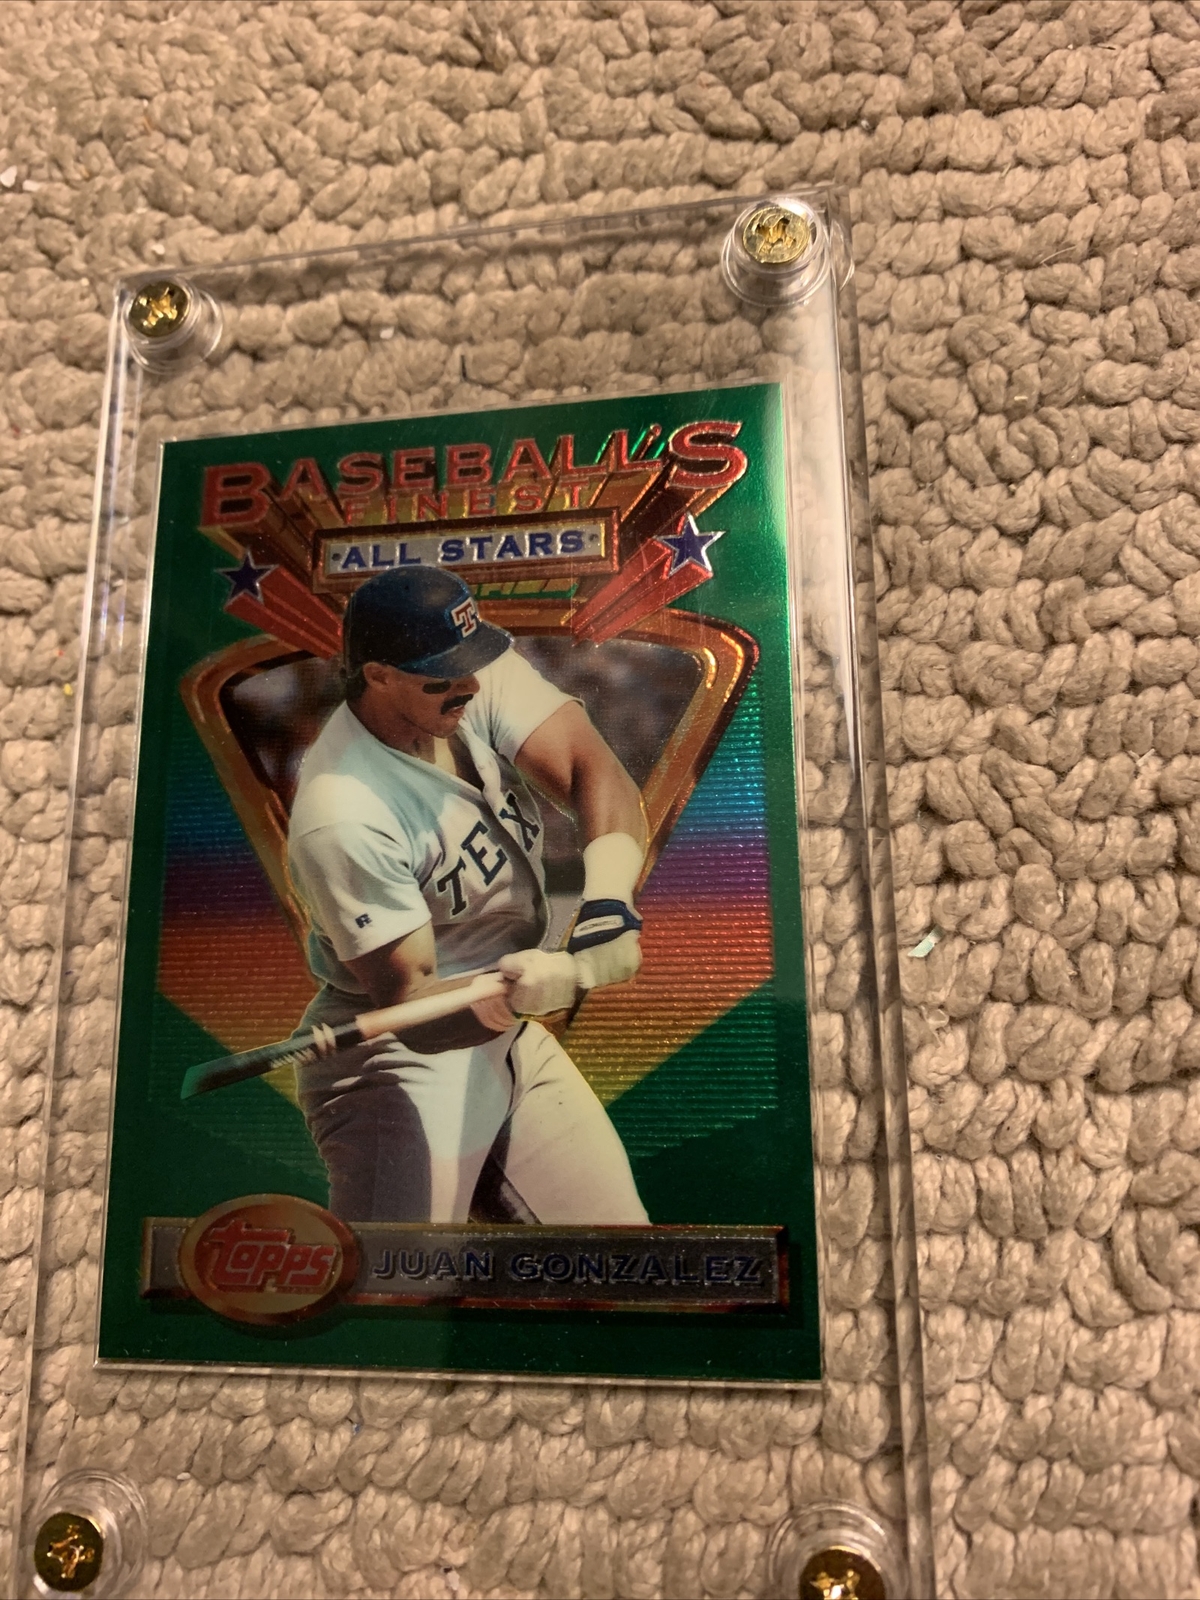 BASEBALL'S
FINEST
ALL STARS
T
TEX
R
Topps
JUAN GONZALEZ